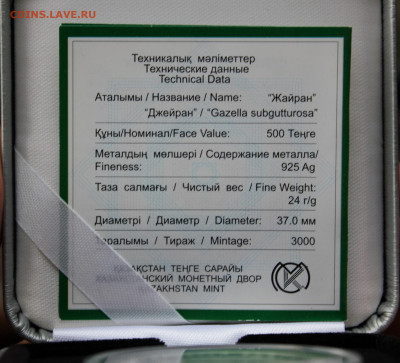 COINS.LAVE.RU
Техникалық мәліметтер
Технические данные
Technical Data
Аталымы / Название / Name: "Жайран"
"Джейран" / "Gazella subgutturosa"
Құны/Номинал/Face Value: 500 Теңге
Металдың мөлшері / Содержание металла/
Fineness: 925 Ag
Таза салмағы / Чистый вес / Fine Weight:
24 г/g
Диаметрі / Диаметр / Diameter: 37.0 мм
Таралымы / Тираж / Mintage: 3000
ҚАЗАҚСТАН ТЕҢГЕ САРАЙЫ
КАЗАХСТАНСКИЙ МОНЕТНЫЙ ДВОР
KAZAKHSTAN MINT